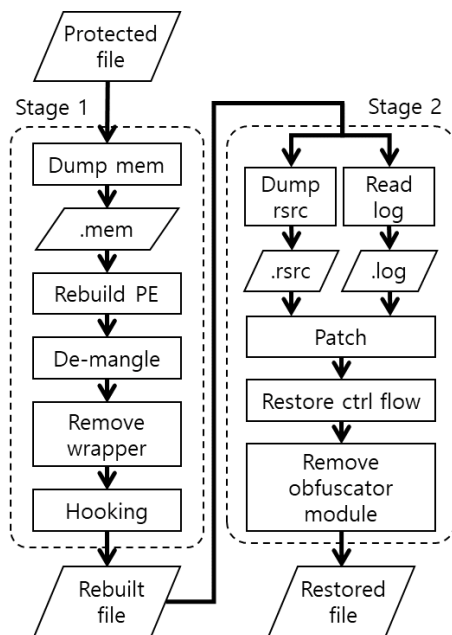 Protected
file
Stage 1
Dump mem
.mem
Rebuild PE
De-mangle
Remove
wrapper
Hooking
Rebuilt
file
Stage 2
Dump
rsrc
Read
log
.rsrc
.log
Patch
Restore ctrl flow
Remove
obfuscator
module
Restored
file